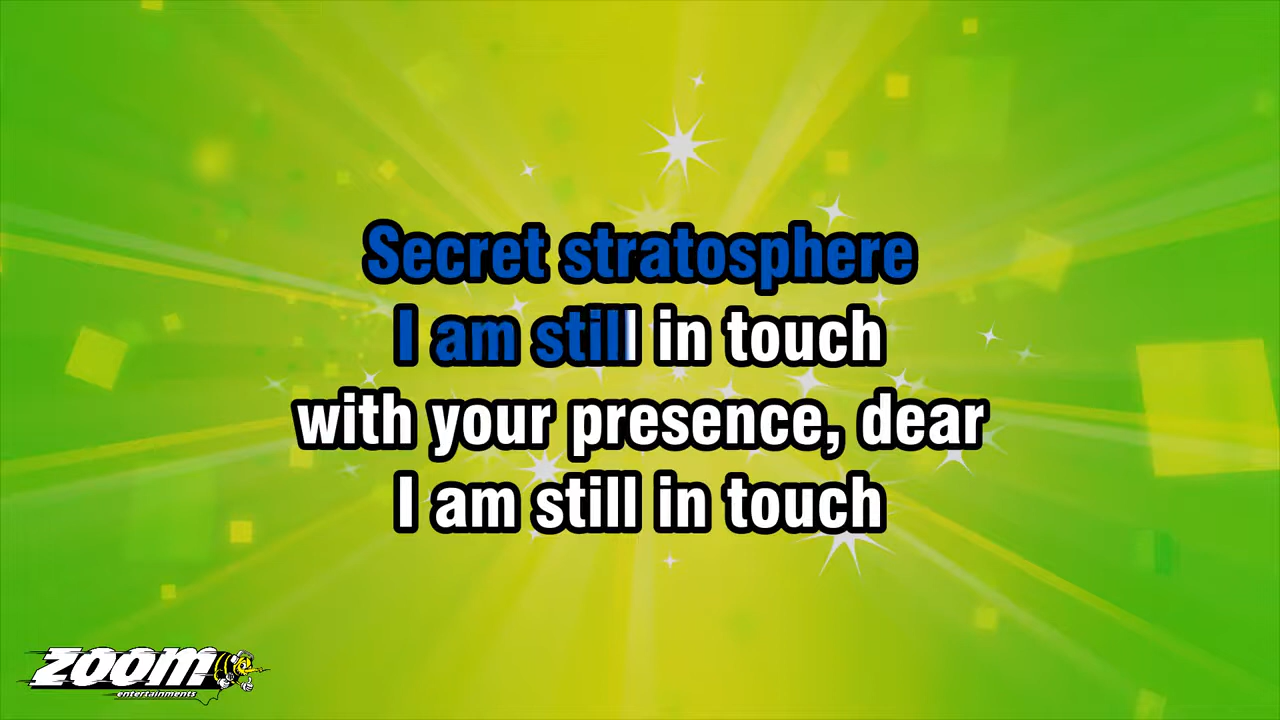 Secret stratosphere
I am still in touch
with your presence, dear
I am still in touch
ZOOM
entertainments